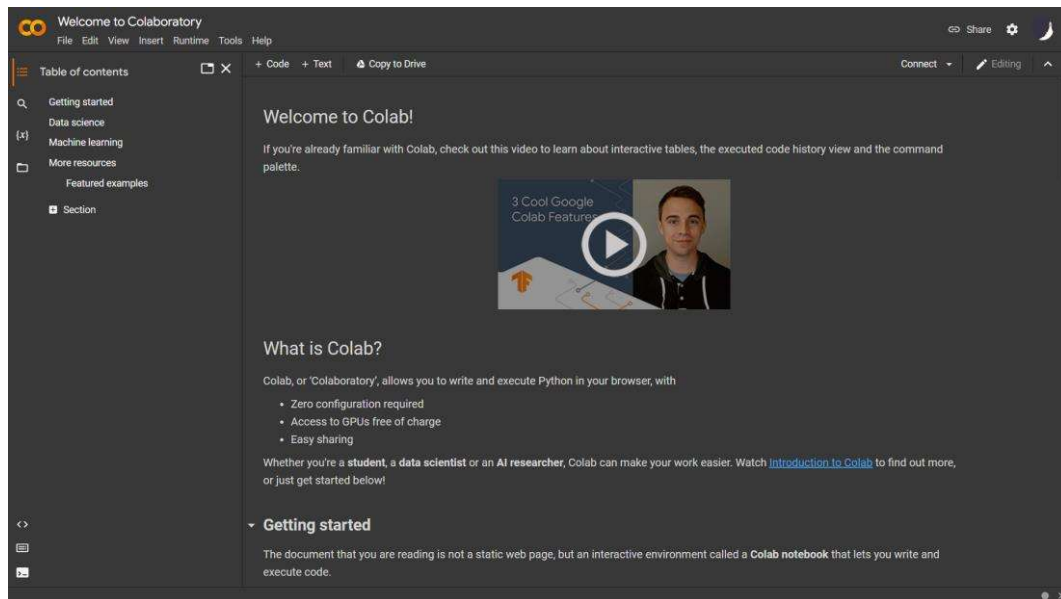 Welcome to Colaboratory
File Edit View Insert Runtime Tools Help
Share
Table of contents
+ Code + Text Copy to Drive
Connect
Editing
Getting started
Data science
{x}
Machine learning
More resources
Featured examples
Section
Welcome to Colab!
If you're already familiar with Colab, check out this video to learn about interactive tables, the executed code history view and the command
palette.
3 Cool Google
Colab Features
What is Colab?
Colab, or 'Colaboratory', allows you to write and execute Python in your browser, with
• Zero configuration required
• Access to GPUs free of charge
• Easy sharing
Whether you're a student, a data scientist or an AI researcher, Colab can make your work easier. Watch Introduction to Colab to find out more,
or just get started below!
Getting started
The document that you are reading is not a static web page, but an interactive environment called a Colab notebook that lets you write and
execute code.